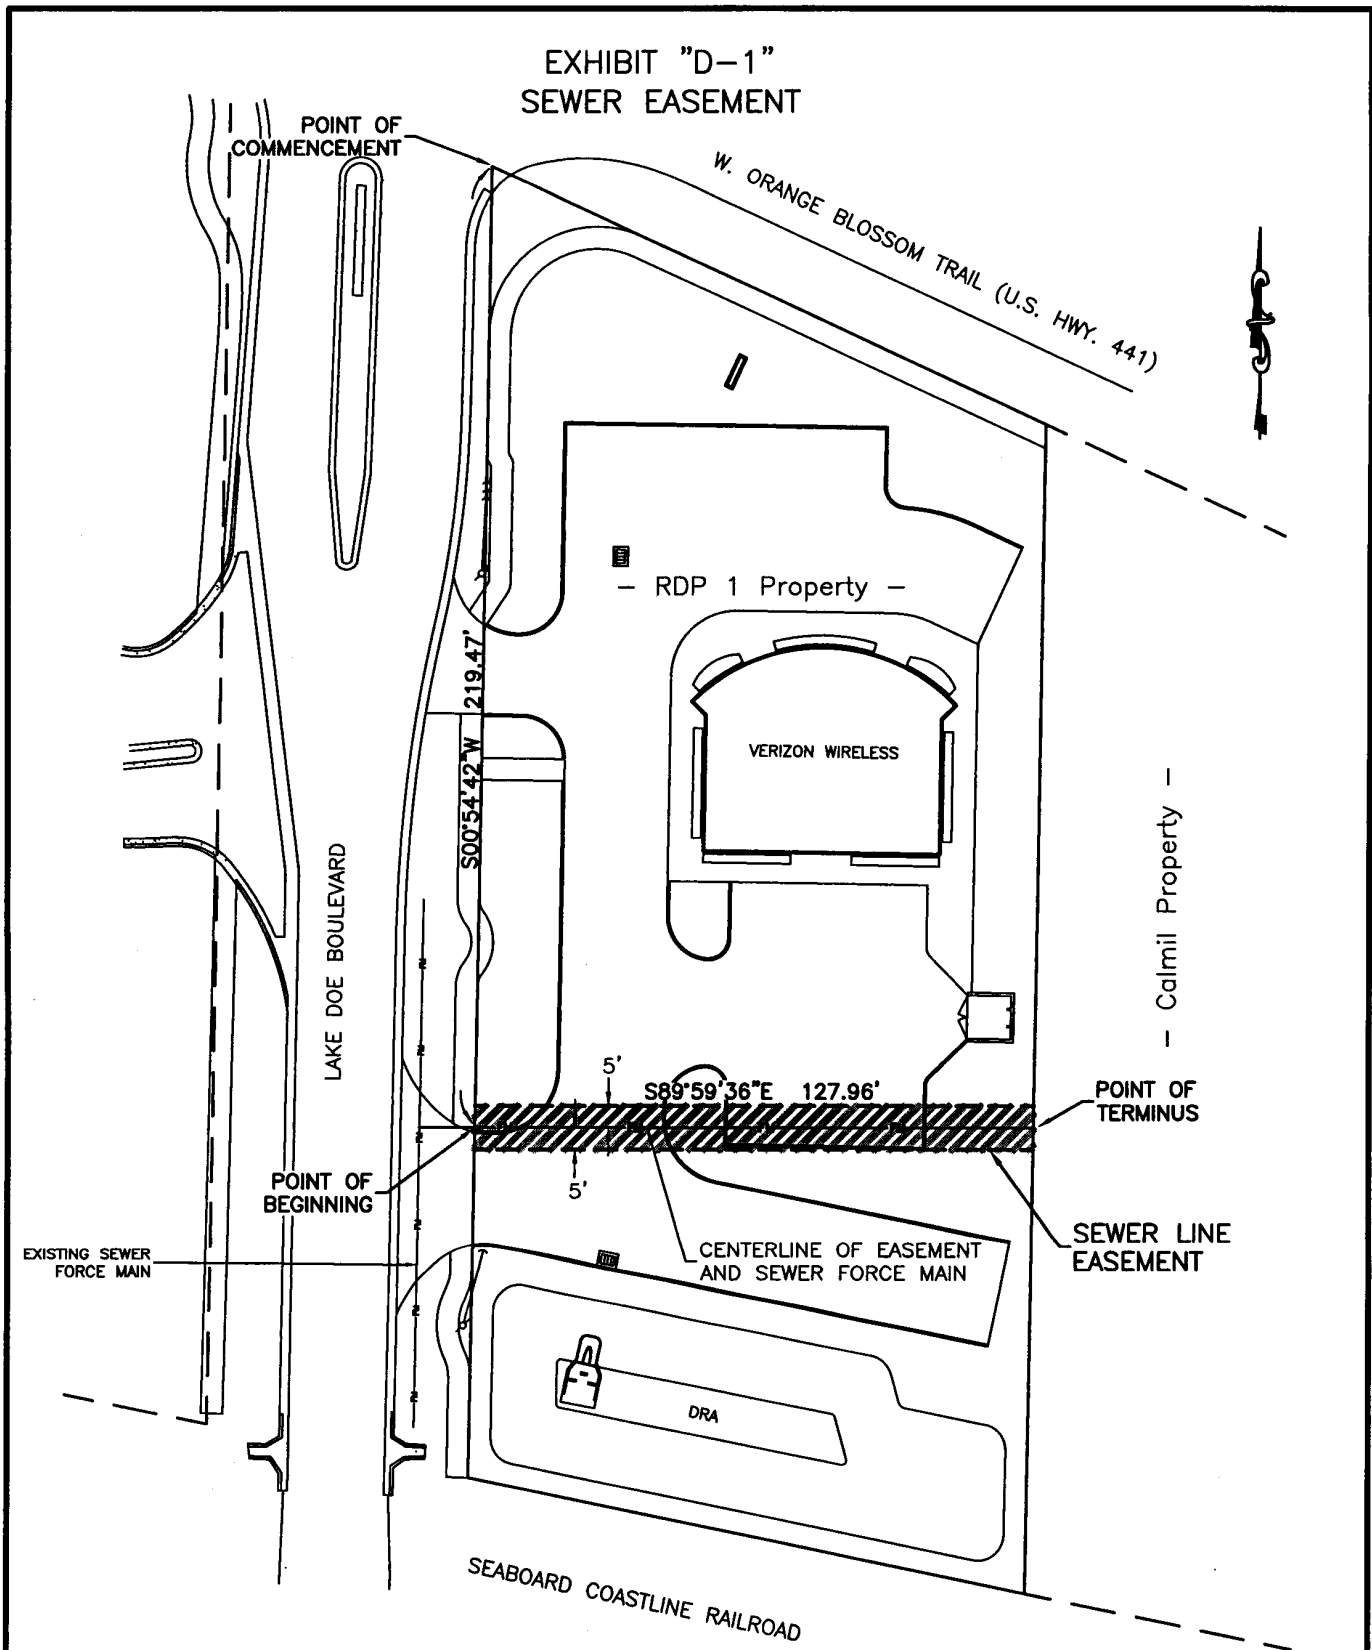 EXHIBIT "D-1"
SEWER EASEMENT
POINT OF
COMMENCEMENT
W. ORANGE BLOSSOM TRAIL (U.S. HWY. 441)
- RDP 1 Property -
S00°54'42"W 219.47'
VERIZON WIRELESS
LAKE DOE BOULEVARD
- Calmil Property -
5'
S89°59'36"E 127.96'
POINT OF
TERMINUS
POINT OF
BEGINNING
5'
SEWER LINE
EASEMENT
EXISTING SEWER
FORCE MAIN
CENTERLINE OF EASEMENT
AND SEWER FORCE MAIN
DRA
SEABOARD COASTLINE RAILROAD